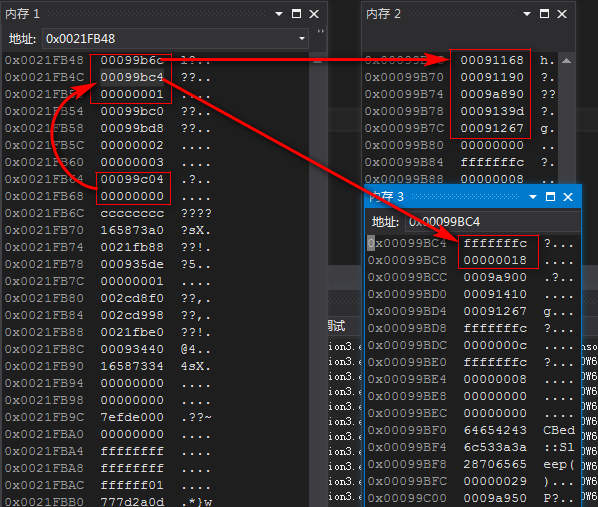 内存 1
地址: 0x0021FB48
0x0021FB48 00099b6c l?..
0x0021FB4C 00099bc4 ??..
00000001 ....
0x0021FB54 00099bc0 ??..
0x0021FB58 00099bd8 ??..
0x0021FB5C 00000002 ....
0x0021FB60 00000003 ....
0x0021FB64 00099c04 .?..
0x0021FB68 00000000 ....
0x0021FB6C cccccccc ????
0x0021FB70 165873a0 ?sX.
0x0021FB74 0021fb88 ??!.
0x0021FB78 000935de ?5..
0x0021FB7C 00000001 ....
0x0021FB80 002cd8f0 ??,.
0x0021FB84 002cd998 ??,.
0x0021FB88 0021fbe0 ??!.
0x0021FB8C 00093440 @4..
0x0021FB90 16587334 4sX.
0x0021FB94 00000000 ....
0x0021FB98 00000000 ....
0x0021FB9C 7efde000 .??~
0x0021FBA0 00000000 ....
0x0021FBA4 ffffffff ....
0x0021FBA8 ffffffff ....
0x0021FBAC ffffff01 ....
0x0021FBB0 777d2a0d .*}w
内存 2
00091168 h.
0x00099B70 00091190 ?.
0x00099B74 0009a890 ??
0x00099B78 0009139d ?.
0x00099B7C 00091267 g.
0x00099B80 00000000 ..
0x00099B84 fffffffc ?.
0x00099B88 00000008 ..
内存 3
地址: 0x00099BC4
0x00099BC4 fffffffc ?...
0x00099BC8 00000018 ....
0x00099BCC 0009a900 .?..
0x00099BD0 00091410 ....
0x00099BD4 00091267 g...
0x00099BD8 fffffffc ?...
0x00099BDC 0000000c ....
0x00099BE0 fffffffc ?...
0x00099BE4 00000008 ....
0x00099BE8 00000000 ....
0x00099BEC 00000000 ....
0x00099BF0 64654243 CBed
0x00099BF4 6c533a3a ::Sl
0x00099BF8 28706565 eep(
0x00099BFC 00000029 )...
0x00099C00 0009a950 P?..
调试